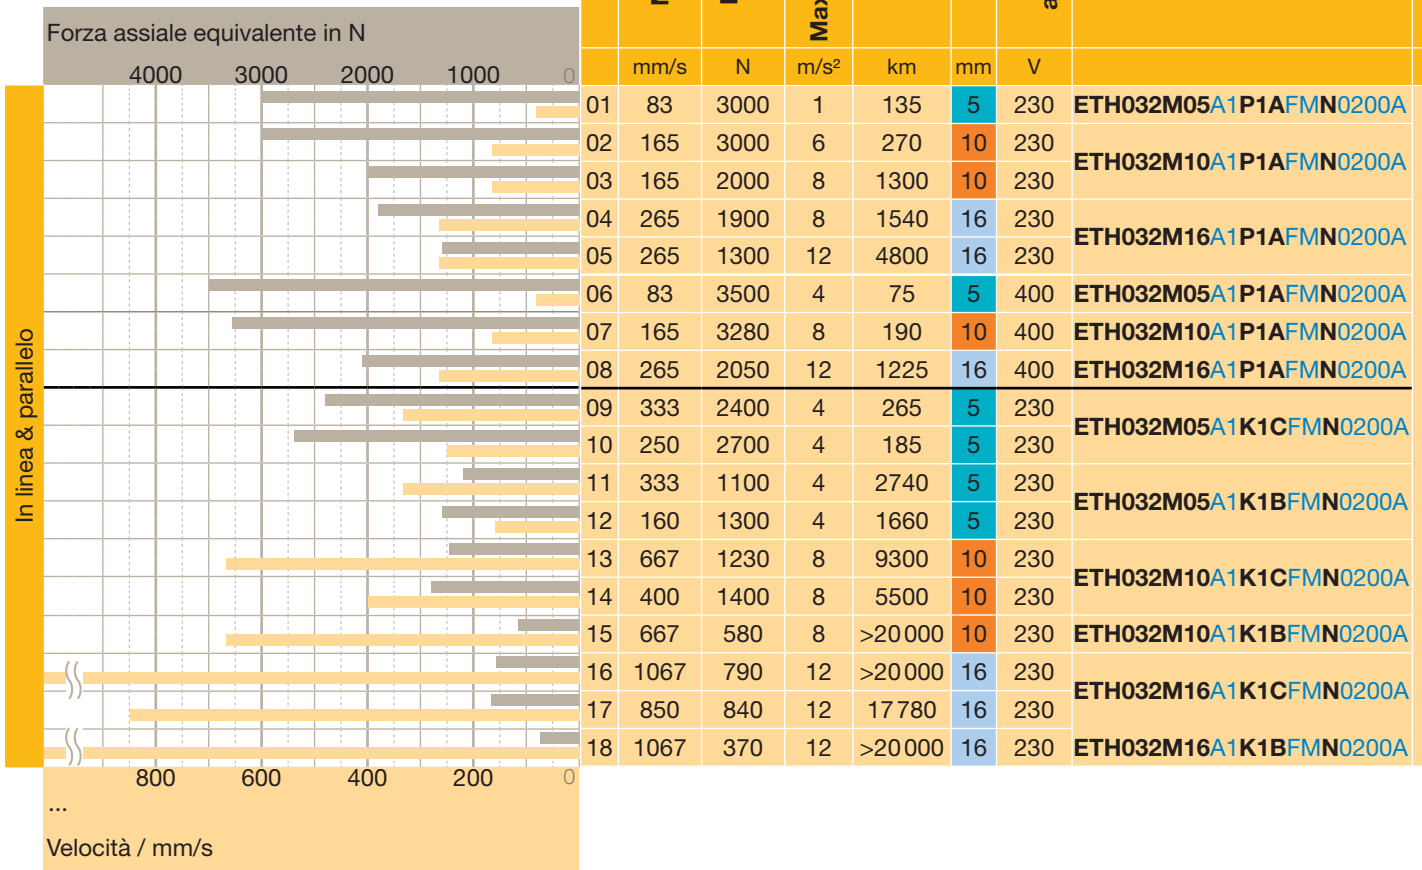 Forza assiale equivalente in N
4000 3000 2000 1000 0
Max
mm/s N m/s² km mm V
In linea & parallelo
01 83 3000 1 135 5 230 ETH032M05A1P1AFMN0200A
02 165 3000 6 270 10 230 ETH032M10A1P1AFMN0200A
03 165 2000 8 1300 10 230
04 265 1900 8 1540 16 230 ETH032M16A1P1AFMN0200A
05 265 1300 12 4800 16 230
06 83 3500 4 75 5 400 ETH032M05A1P1AFMN0200A
07 165 3280 8 190 10 400 ETH032M10A1P1AFMN0200A
08 265 2050 12 1225 16 400 ETH032M16A1P1AFMN0200A
09 333 2400 4 265 5 230 ETH032M05A1K1CFMN0200A
10 250 2700 4 185 5 230
11 333 1100 4 2740 5 230 ETH032M05A1K1BFMN0200A
12 160 1300 4 1660 5 230
13 667 1230 8 9300 10 230 ETH032M10A1K1CFMN0200A
14 400 1400 8 5500 10 230
15 667 580 8 >20000 10 230 ETH032M10A1K1BFMN0200A
16 1067 790 12 >20000 16 230 ETH032M16A1K1CFMN0200A
17 850 840 12 17780 16 230
18 1067 370 12 >20000 16 230 ETH032M16A1K1BFMN0200A
800 600 400 200 0
...
Velocità / mm/s